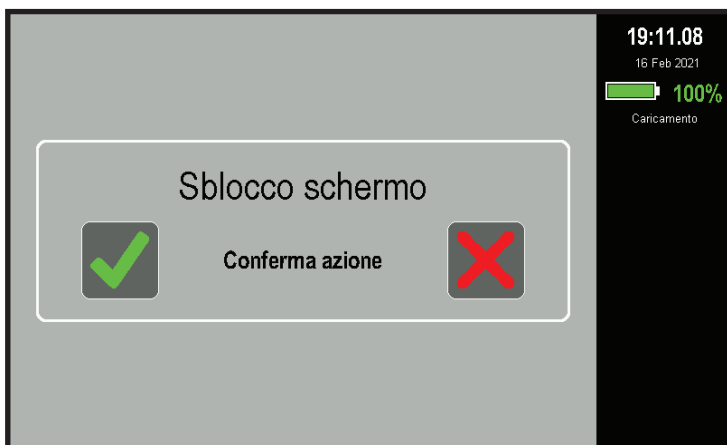 19:11.08
16 Feb 2021
100%
Caricamento
Sblocco schermo
Conferma azione